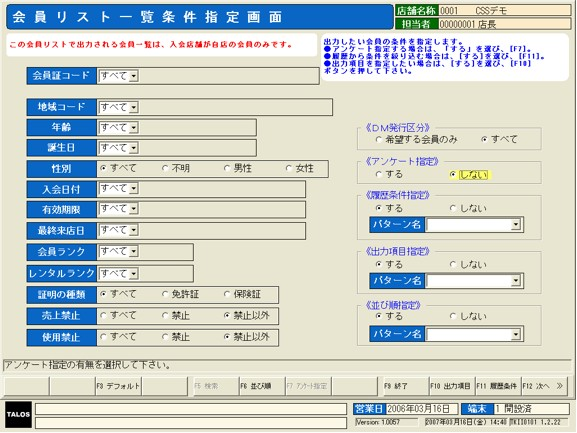 会員リスト一覧条件指定画面
店舗名称 0001 CSSデモ
担当者 00000001 店長
この会員リストで出力される会員一覧は、入会店舗が自店の会員のみです。
出力したい会員の条件を指定します。
●アンケート指定する場合は、「する」を選び、[F7]。
●履歴から条件を絞り込む場合は、[する]を選び、[F11]。
●出力項目を指定したい場合は、[する]を選び、[F10]
ボタンを押して下さい。
会員証コード すべて
地域コード すべて
年齢 すべて
誕生日 すべて
性別 すべて 不明 男性 女性
入会日付 すべて
有効期限 すべて
最終来店日 すべて
会員ランク すべて
レンタルランク すべて
証明の種類 すべて 免許証 保険証
売上禁止 すべて 禁止 禁止以外
使用禁止 すべて 禁止 禁止以外
《DM発行区分》
希望する会員のみ すべて
《アンケート指定》
する しない
《履歴条件指定》
する しない
パターン名
《出力項目指定》
する しない
パターン名
《並び順指定》
する しない
パターン名
アンケート指定の有無を選択して下さい。
F3 デフォルト F5 検索 F6 並び順 F7 アンケート指定 F9 終了 F10 出力項目 F11 履歴条件 F12 次へ ≫
TALOS
営業日 2006年03月16日 端末 1 開設済
Version: 1.0057 2007年03月16日(金) 14:40 TKI30101 1.2.22